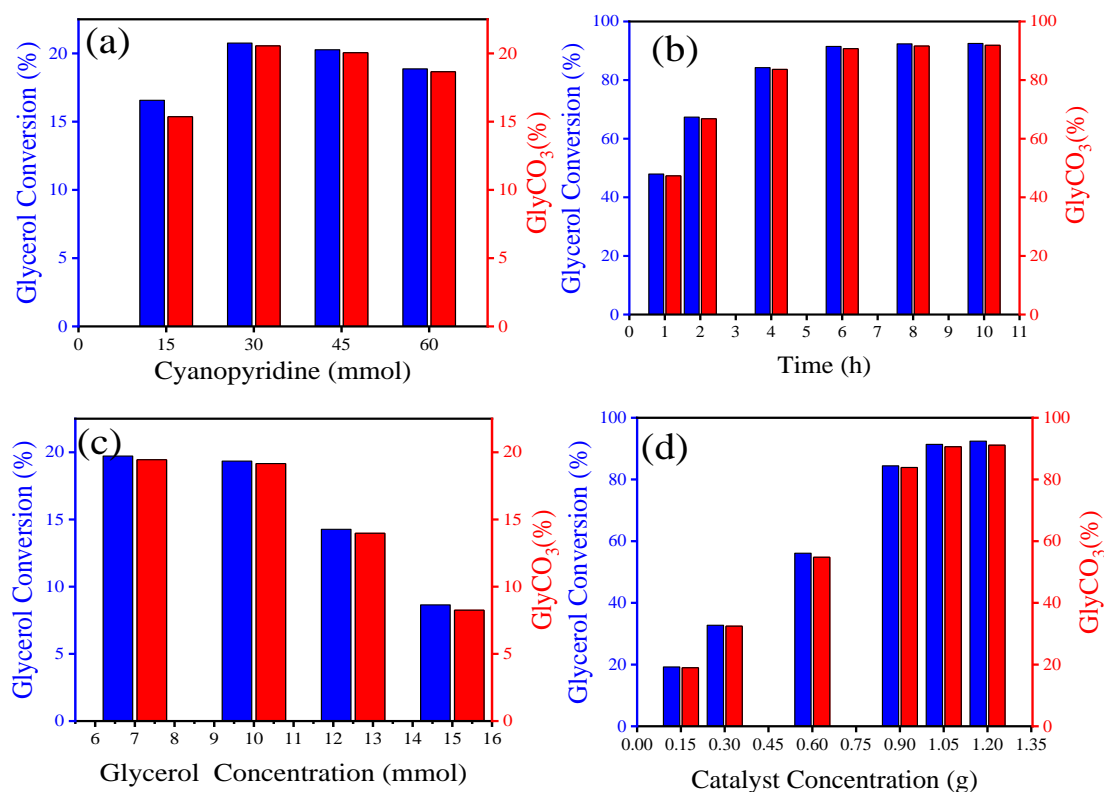 (a)
Glycerol Conversion (%)
20
15
10
5
0
20
15
10
5
0
GlyCO₃(%)
0 15 30 45 60
Cyanopyridine (mmol)
(b)
Glycerol Conversion (%)
100
80
60
40
20
0
100
80
60
40
20
0
GlyCO₃(%)
0 1 2 3 4 5 6 7 8 9 10 11
Time (h)
(c)
Glycerol Conversion (%)
20
15
10
5
0
20
15
10
5
0
GlyCO₃(%)
6 7 8 9 10 11 12 13 14 15 16
Glycerol Concentration (mmol)
(d)
Glycerol Conversion (%)
100
80
60
40
20
0
100
80
60
40
20
0
GlyCO₃(%)
0.00 0.15 0.30 0.45 0.60 0.75 0.90 1.05 1.20 1.35
Catalyst Concentration (g)